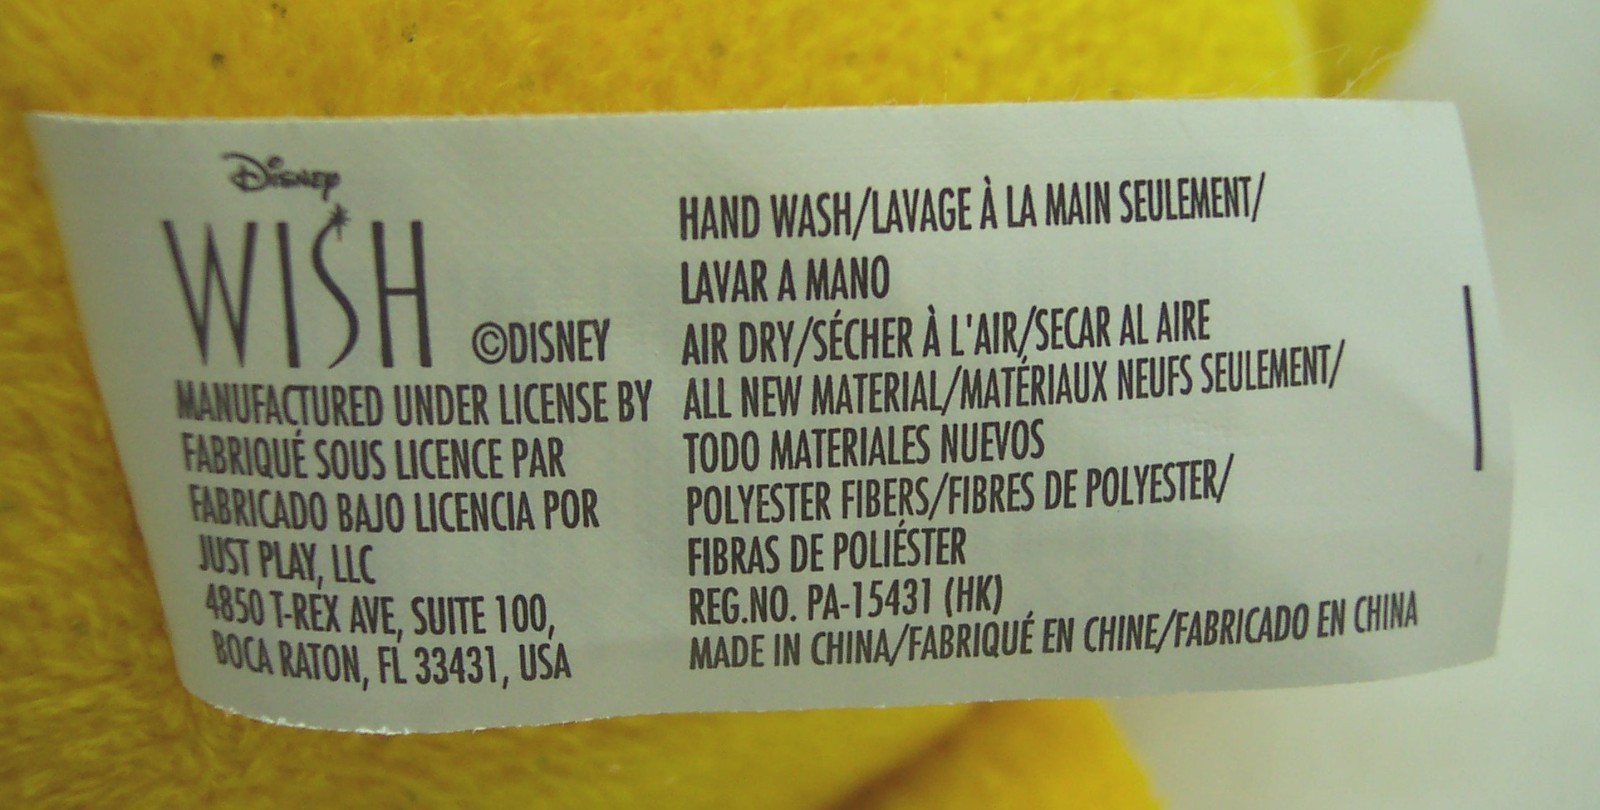 Disney
WISH
©DISNEY
MANUFACTURED UNDER LICENSE BY
FABRIQUÉ SOUS LICENCE PAR
FABRICADO BAJO LICENCIA POR
JUST PLAY, LLC
4850 T-REX AVE, SUITE 100,
BOCA RATON, FL 33431, USA
HAND WASH/LAVAGE À LA MAIN SEULEMENT/
LAVAR A MANO
AIR DRY/SÉCHER À L'AIR/SECAR AL AIRE
ALL NEW MATERIAL/MATÉRIAUX NEUFS SEULEMENT/
TODO MATERIALES NUEVOS
POLYESTER FIBERS/FIBRES DE POLYESTER/
FIBRAS DE POLIÉSTER
REG.NO. PA-15431 (HK)
MADE IN CHINA/FABRIQUÉ EN CHINE/FABRICADO EN CHINA